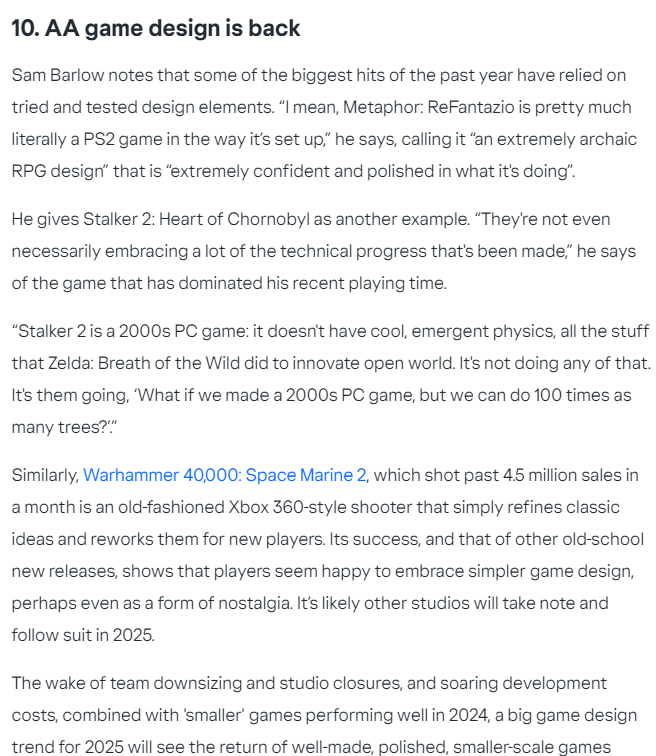 10. AA game design is back
Sam Barlow notes that some of the biggest hits of the past year have relied on
tried and tested design elements. “I mean, Metaphor: ReFantazio is pretty much
literally a PS2 game in the way it’s set up,” he says, calling it “an extremely archaic
RPG design” that is “extremely confident and polished in what it's doing”.
He gives Stalker 2: Heart of Chornobyl as another example. “They're not even
necessarily embracing a lot of the technical progress that's been made,” he says
of the game that has dominated his recent playing time.
“Stalker 2 is a 2000s PC game: it doesn't have cool, emergent physics, all the stuff
that Zelda: Breath of the Wild did to innovate open world. It's not doing any of that.
It's them going, ‘What if we made a 2000s PC game, but we can do 100 times as
many trees?’.”
Similarly, Warhammer 40,000: Space Marine 2, which shot past 4.5 million sales in
a month is an old-fashioned Xbox 360-style shooter that simply refines classic
ideas and reworks them for new players. Its success, and that of other old-school
new releases, shows that players seem happy to embrace simpler game design,
perhaps even as a form of nostalgia. It’s likely other studios will take note and
follow suit in 2025.
The wake of team downsizing and studio closures, and soaring development
costs, combined with 'smaller' games performing well in 2024, a big game design
trend for 2025 will see the return of well-made, polished, smaller-scale games